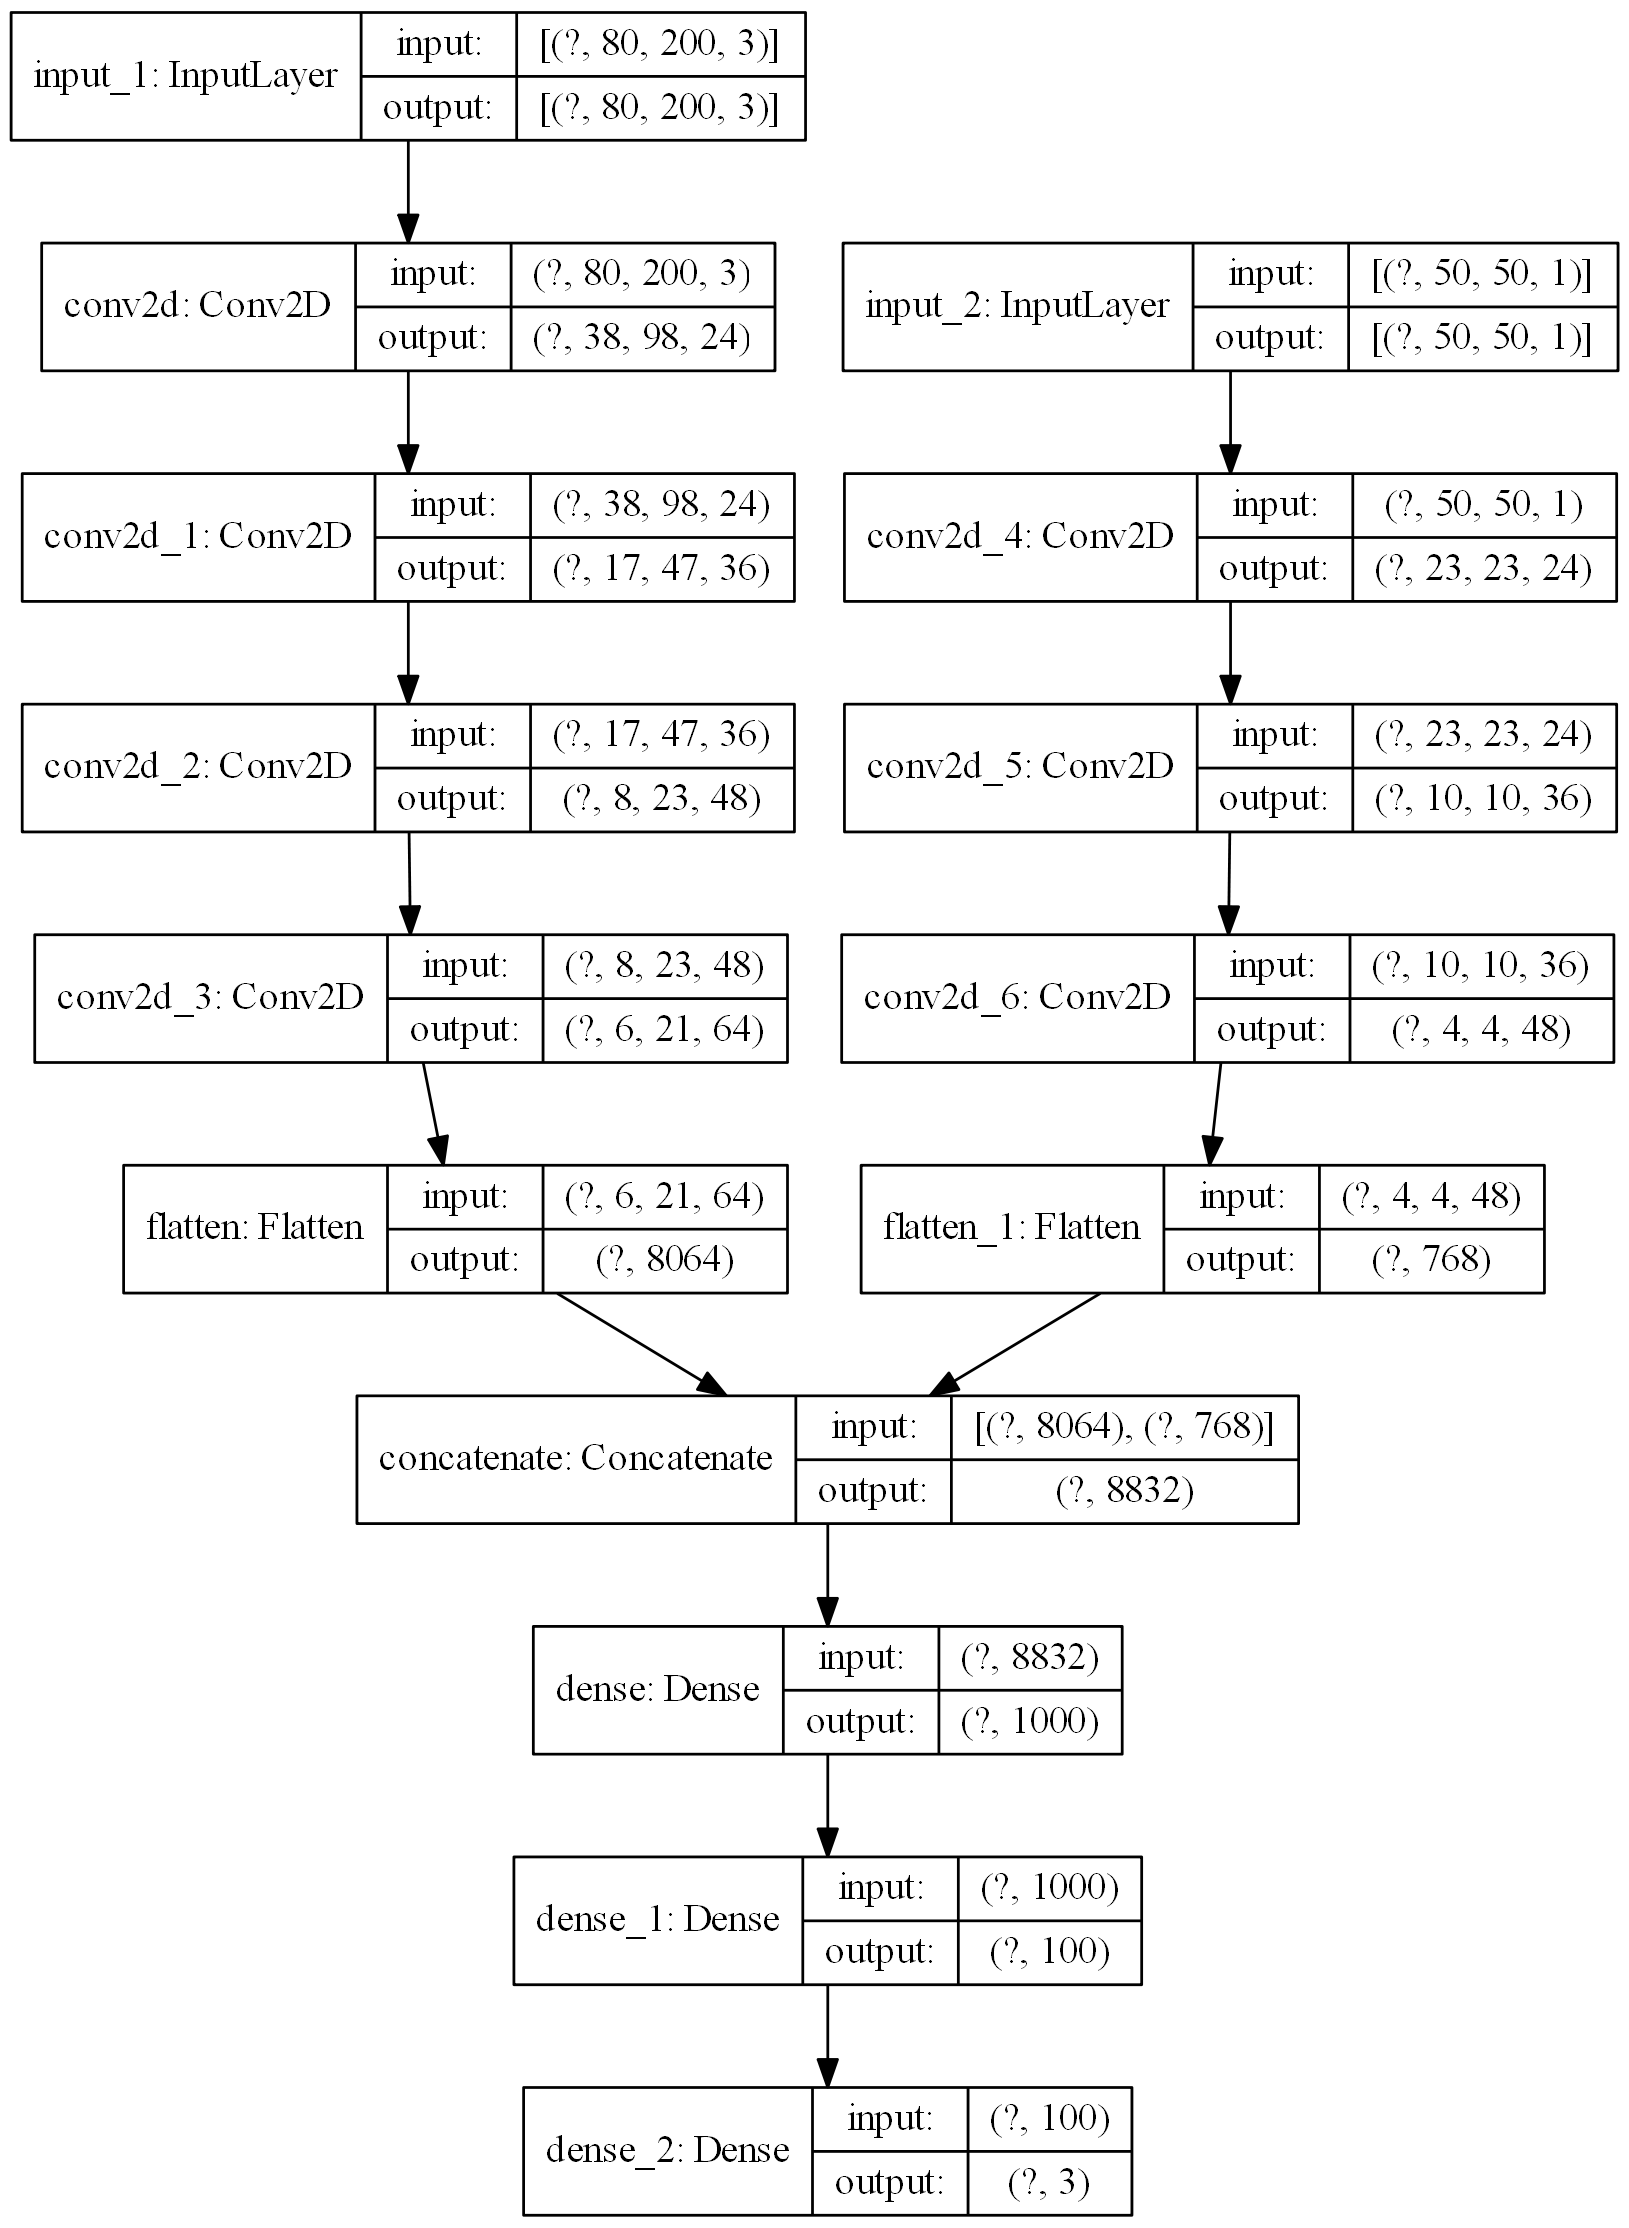 input_1: InputLayer
input: [(?, 80, 200, 3)]
output: [(?, 80, 200, 3)]
conv2d: Conv2D
input: (?, 80, 200, 3)
output: (?, 38, 98, 24)
input_2: InputLayer
input: [(?, 50, 50, 1)]
output: [(?, 50, 50, 1)]
conv2d_1: Conv2D
input: (?, 38, 98, 24)
output: (?, 17, 47, 36)
conv2d_4: Conv2D
input: (?, 50, 50, 1)
output: (?, 23, 23, 24)
conv2d_2: Conv2D
input: (?, 17, 47, 36)
output: (?, 8, 23, 48)
conv2d_5: Conv2D
input: (?, 23, 23, 24)
output: (?, 10, 10, 36)
conv2d_3: Conv2D
input: (?, 8, 23, 48)
output: (?, 6, 21, 64)
conv2d_6: Conv2D
input: (?, 10, 10, 36)
output: (?, 4, 4, 48)
flatten: Flatten
input: (?, 6, 21, 64)
output: (?, 8064)
flatten_1: Flatten
input: (?, 4, 4, 48)
output: (?, 768)
concatenate: Concatenate
input: [(?, 8064), (?, 768)]
output: (?, 8832)
dense: Dense
input: (?, 8832)
output: (?, 1000)
dense_1: Dense
input: (?, 1000)
output: (?, 100)
dense_2: Dense
input: (?, 100)
output: (?, 3)